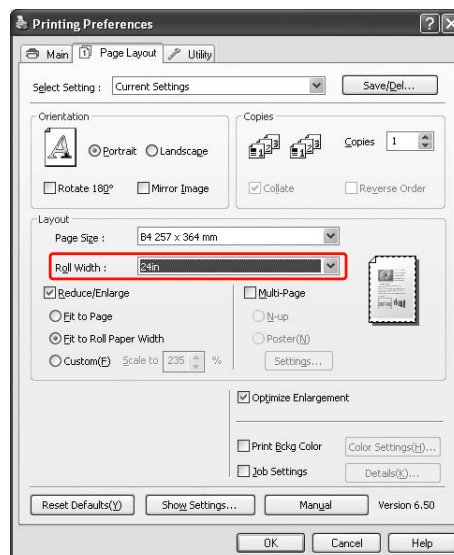 Printing Preferences
Main Page Layout Utility
Select Setting : Current Settings Save/Del...
Orientation
A
Portrait Landscape
Rotate 180° Mirror Image
Copies
Copies 1
Collate Reverse Order
Layout
Page Size : B4 257 x 364 mm
Roll Width : 24in
Reduce/Enlarge
Fit to Page
Fit to Roll Paper Width
Custom(F) Scale to 235 %
Multi-Page
N-up
Poster(N)
Settings...
Optimize Enlargement
Print Bckg Color Color Settings(H)...
Job Settings Details(K)...
Reset Defaults(Y) Show Settings... Manual Version 6.50
OK Cancel Help